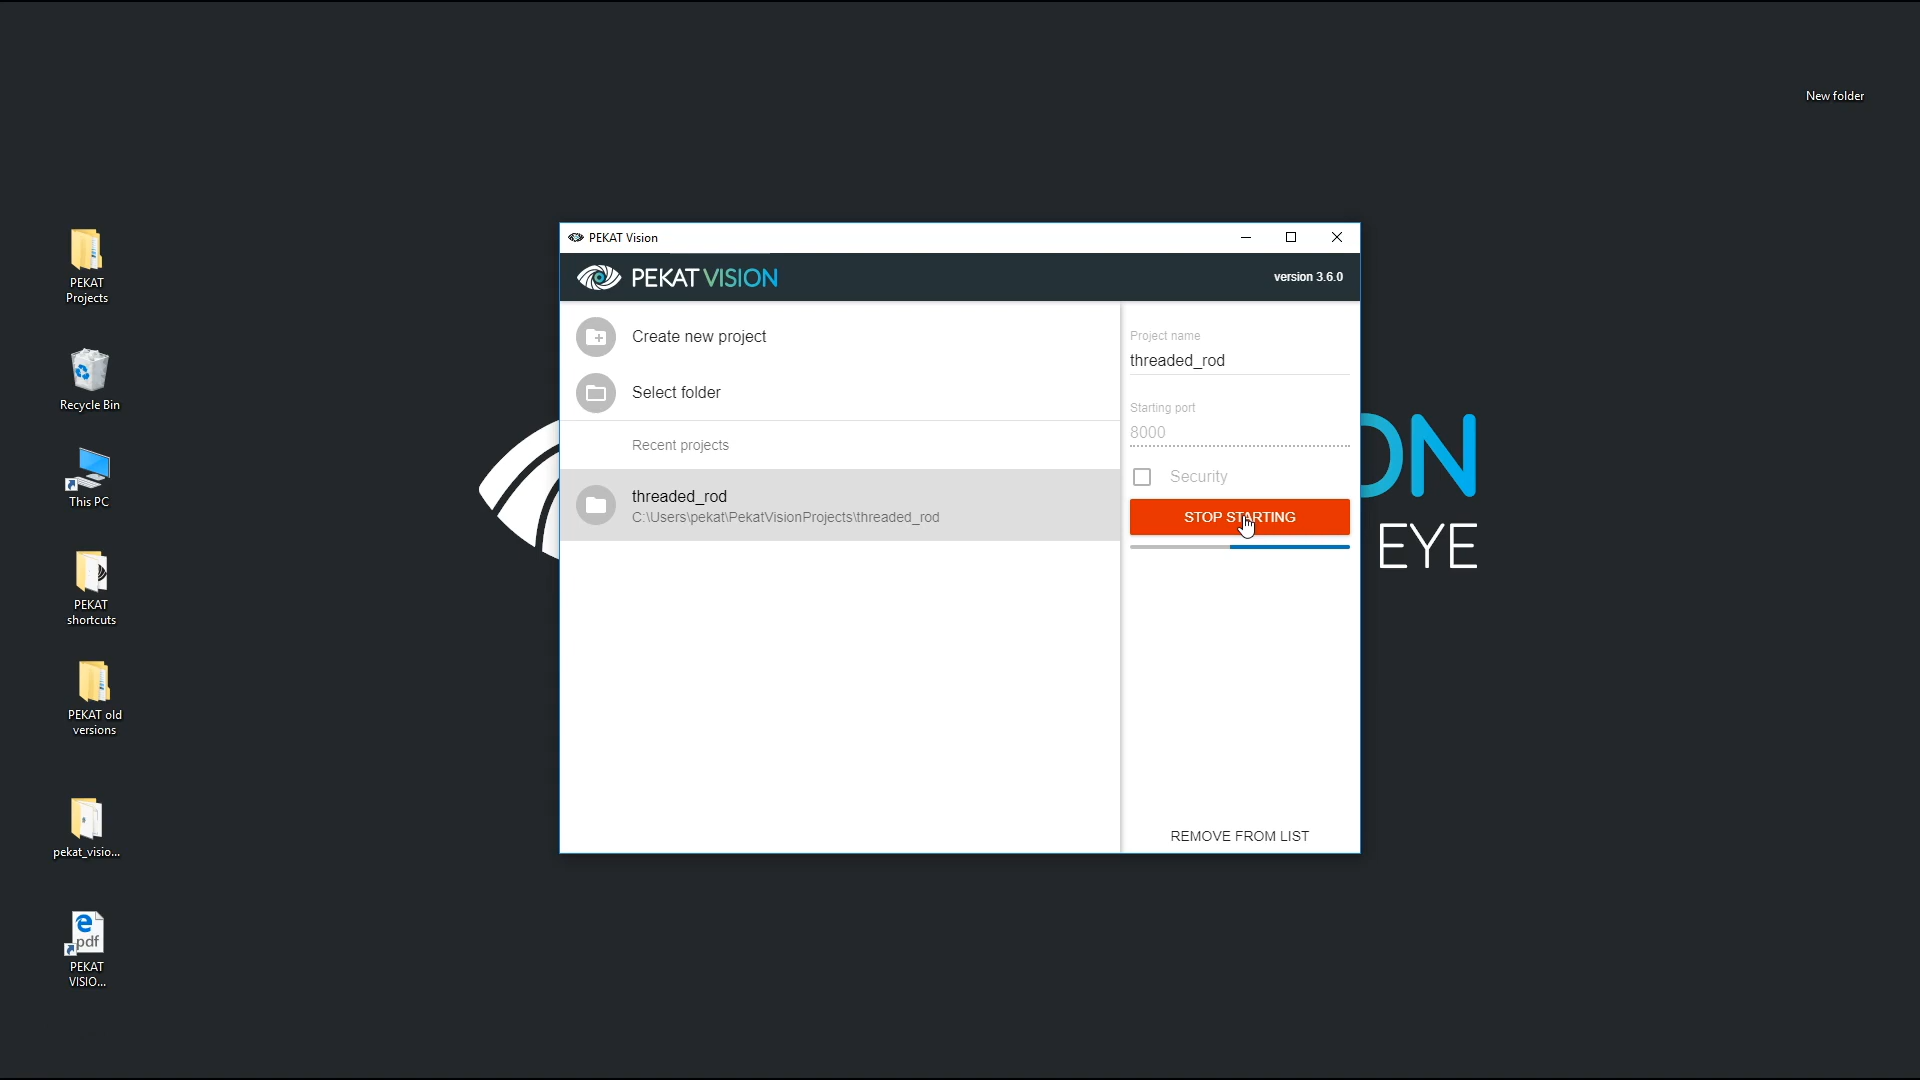 New folder
PEKAT
Projects
Recycle Bin
This PC
PEKAT
shortcuts
PEKAT old
versions
pekat_visio...
e
pdf
PEKAT
VISIO...
PEKAT Vision
PEKAT VISION
version 3.6.0
Create new project
Select folder
Recent projects
threaded_rod
C:\Users\pekat\PekatVisionProjects\threaded_rod
Project name
threaded_rod
Starting port
8000
Security
STOP STARTING
REMOVE FROM LIST
ON
EYE